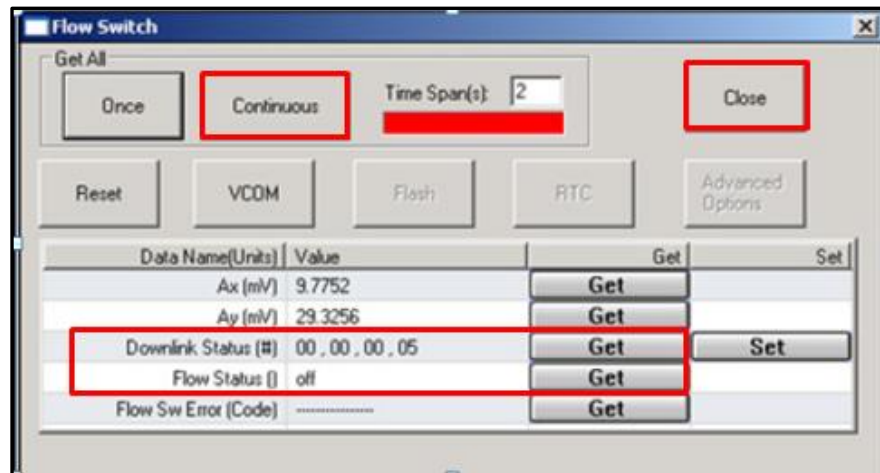 Flow Switch
Get All
Once Continuous Time Span(s): 2 Close
Reset VCOM Flash RTC Advanced Options
Data Name(Units) Value Get Set
Ax (mV) 9.7752 Get
Ay (mV) 29.3256 Get
Downlink Status (#) 00 , 00 , 00 , 05 Get Set
Flow Status () off Get
Flow Sw Error (Code) ---------------- Get